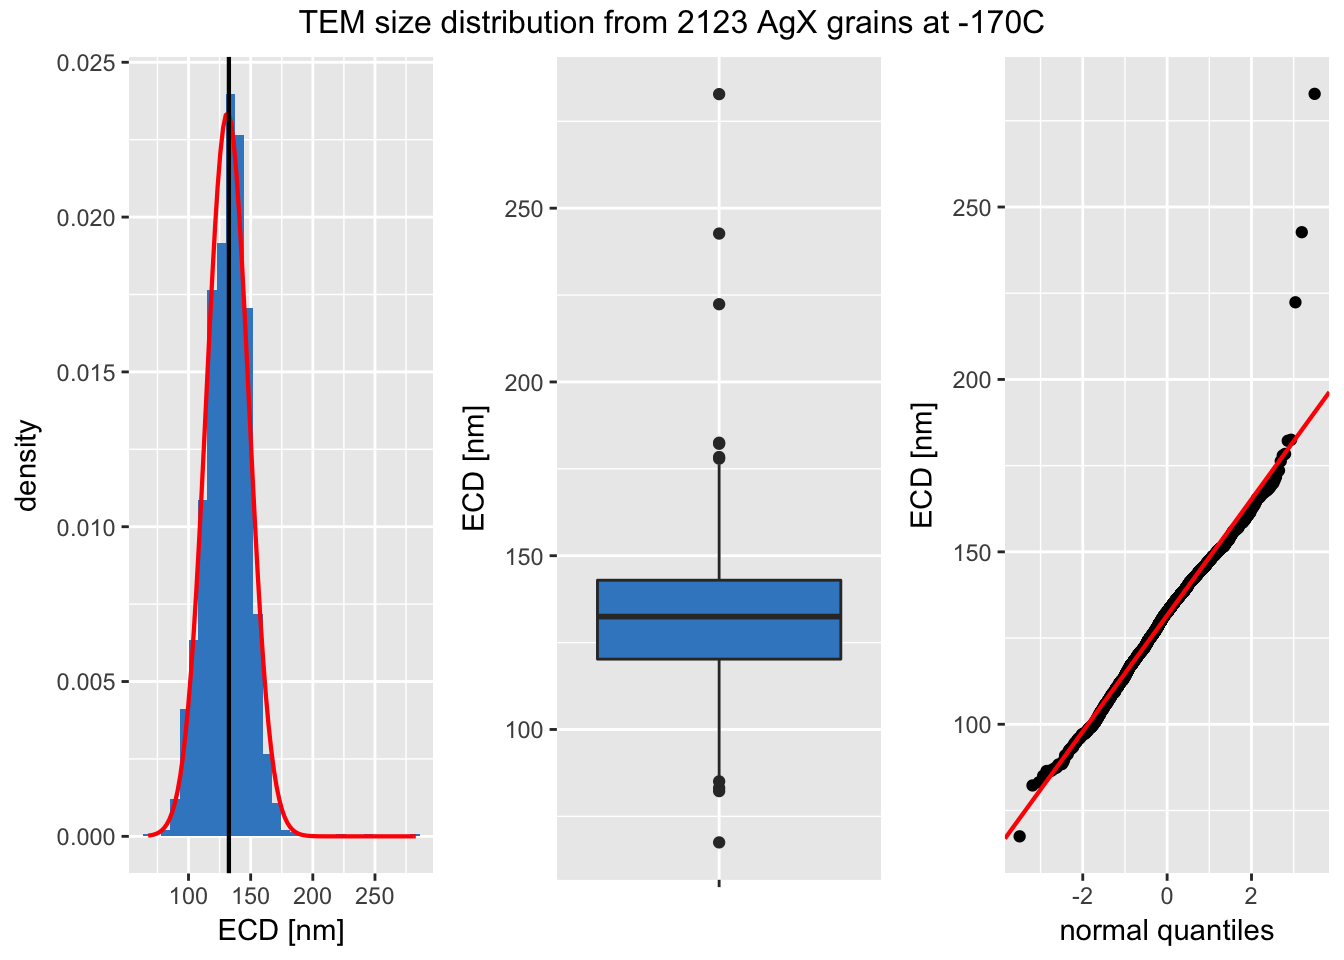 TEM size distribution from 2123 AgX grains at -170C
density
0.025
0.020
0.015
0.010
0.005
0.000
100 150 200 250
ECD [nm]
ECD [nm]
250
200
150
100
ECD [nm]
250
200
150
100
-2 0 2
normal quantiles